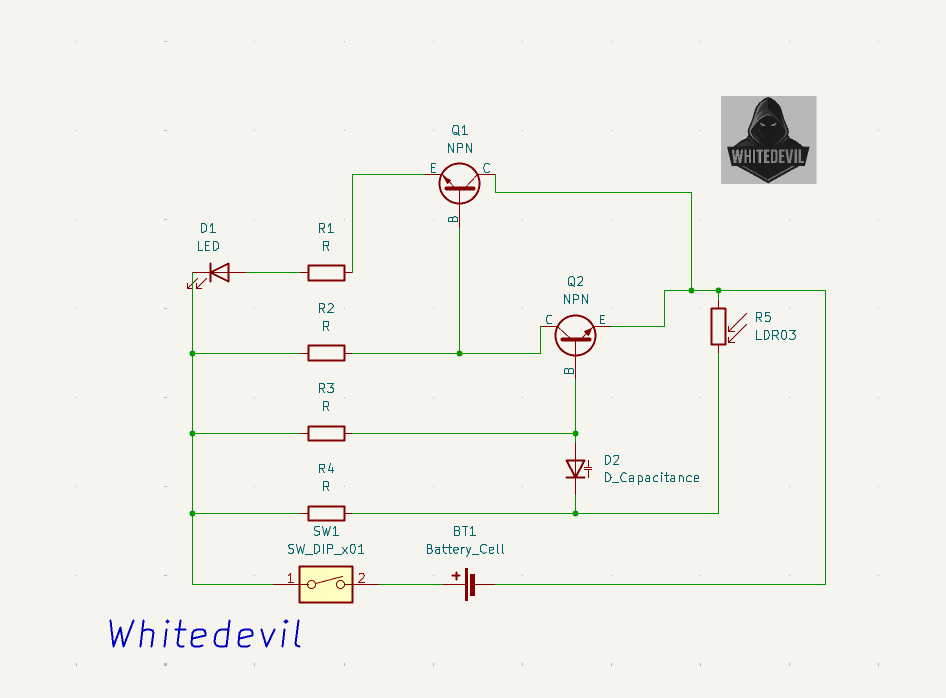 Q1
NPN
E
C
B
WHITEDEVIL
D1
LED
R1
R
Q2
NPN
C
E
B
R2
R
R5
LDR03
R3
R
D2
D_Capacitance
R4
R
SW1
SW_DIP_x01
1
2
BT1
Battery_Cell
+
Whitedevil